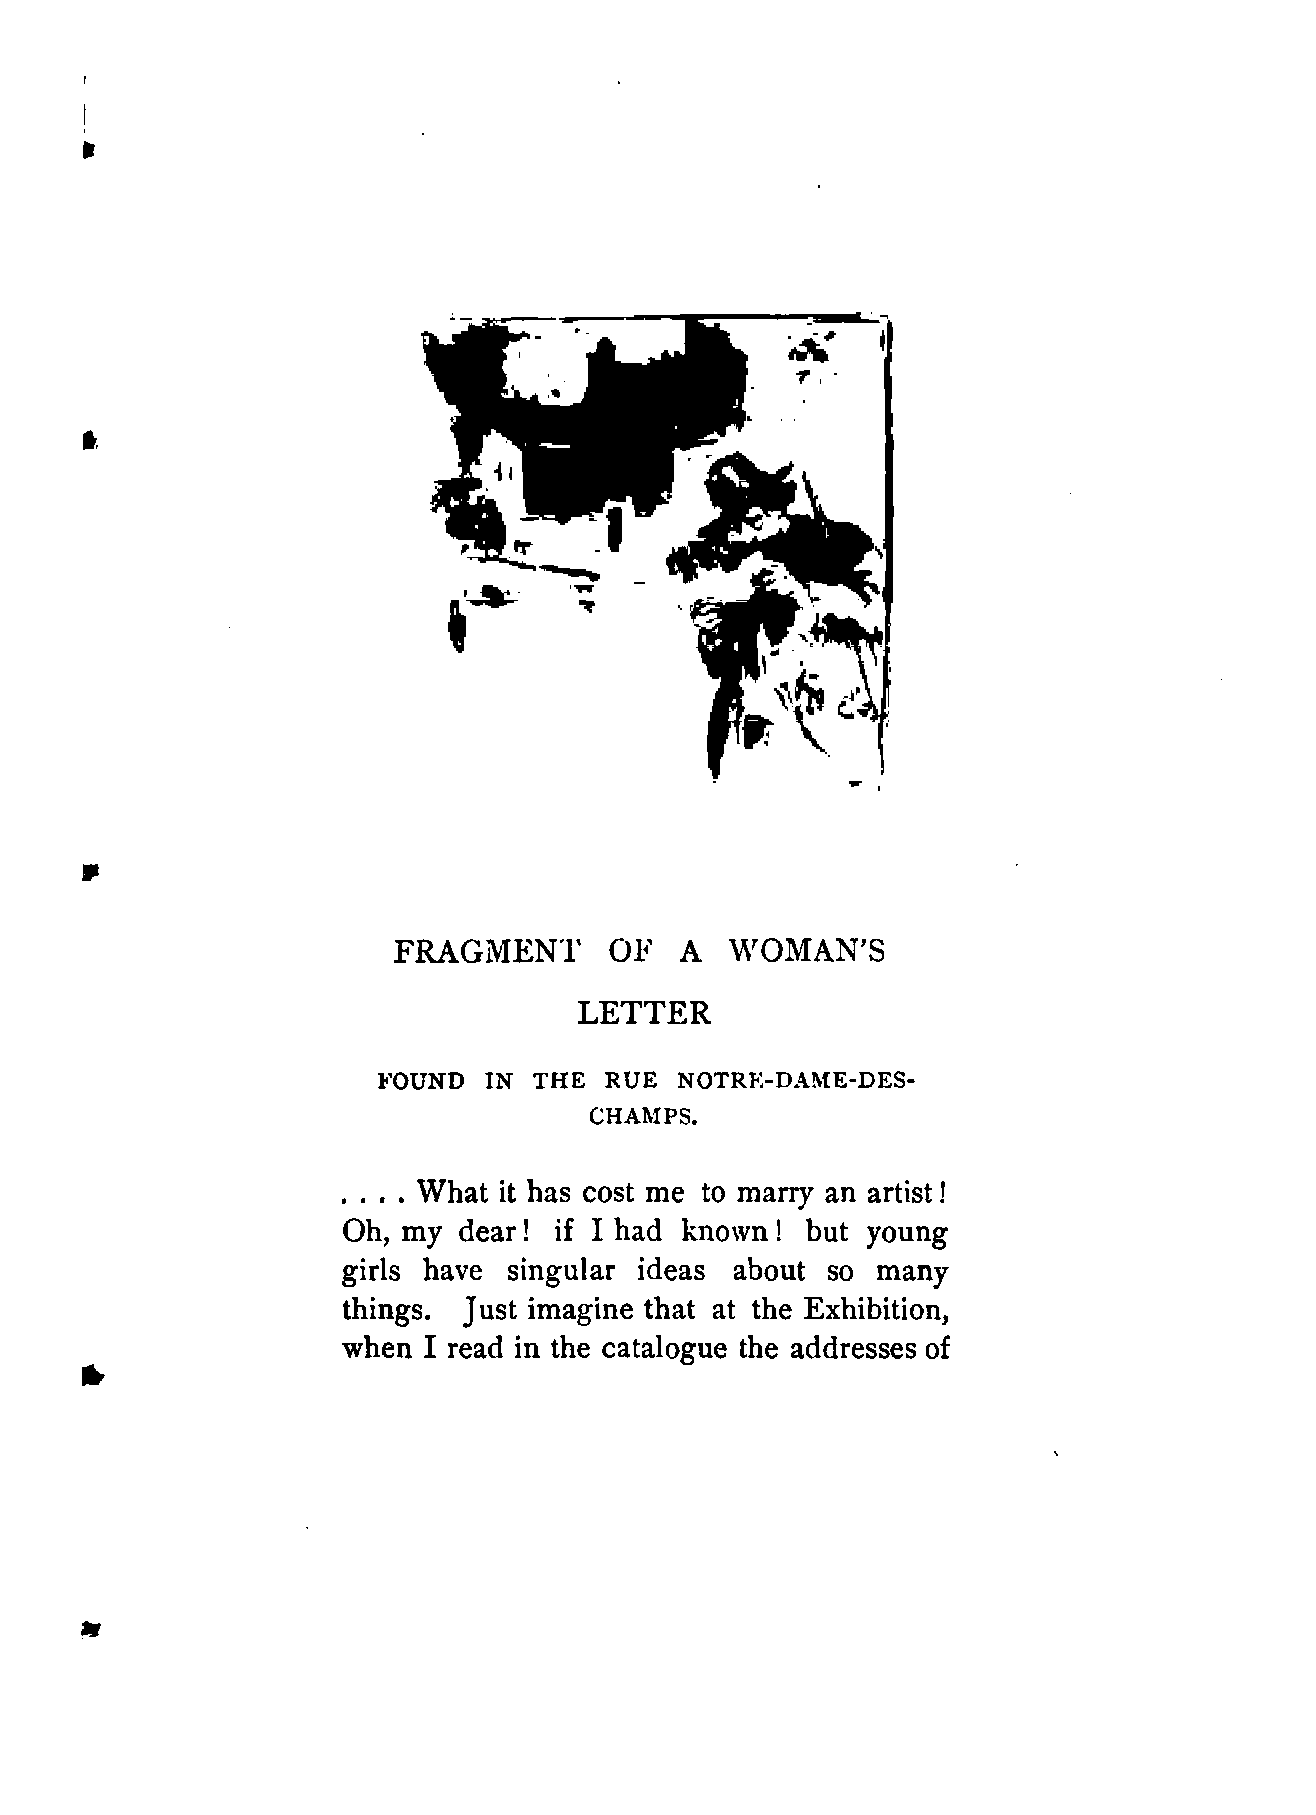 FRAGMENT OF A WOMAN'S
LETTER
FOUND IN THE RUE NOTRE-DAME-DES-
CHAMPS.
. . . . What it has cost me to marry an artist!
Oh, my dear! if I had known! but young
girls have singular ideas about so many
things. Just imagine that at the Exhibition,
when I read in the catalogue the addresses of